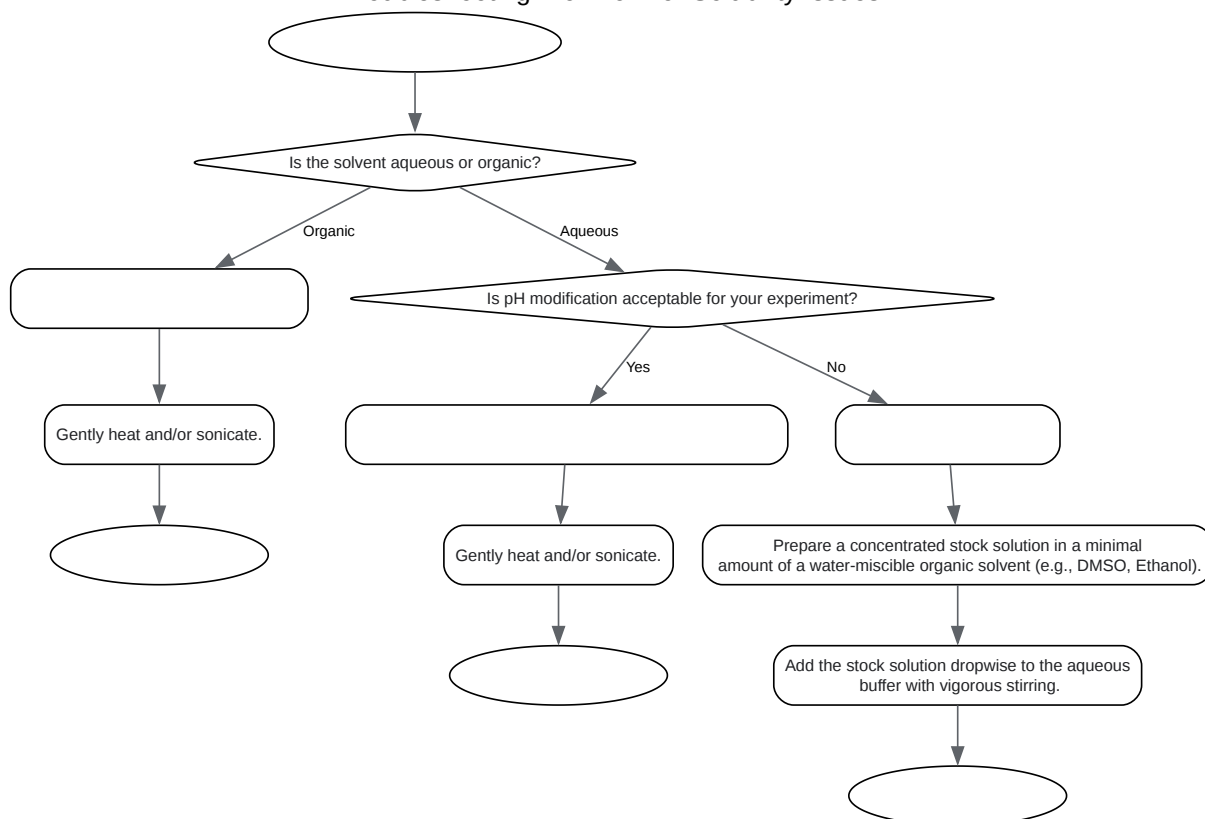 Is the solvent aqueous or organic?
Organic
Aqueous
Is pH modification acceptable for your experiment?
Yes
No
Gently heat and/or sonicate.
Gently heat and/or sonicate.
Prepare a concentrated stock solution in a minimal
amount of a water-miscible organic solvent (e.g., DMSO, Ethanol).
Add the stock solution dropwise to the aqueous
buffer with vigorous stirring.